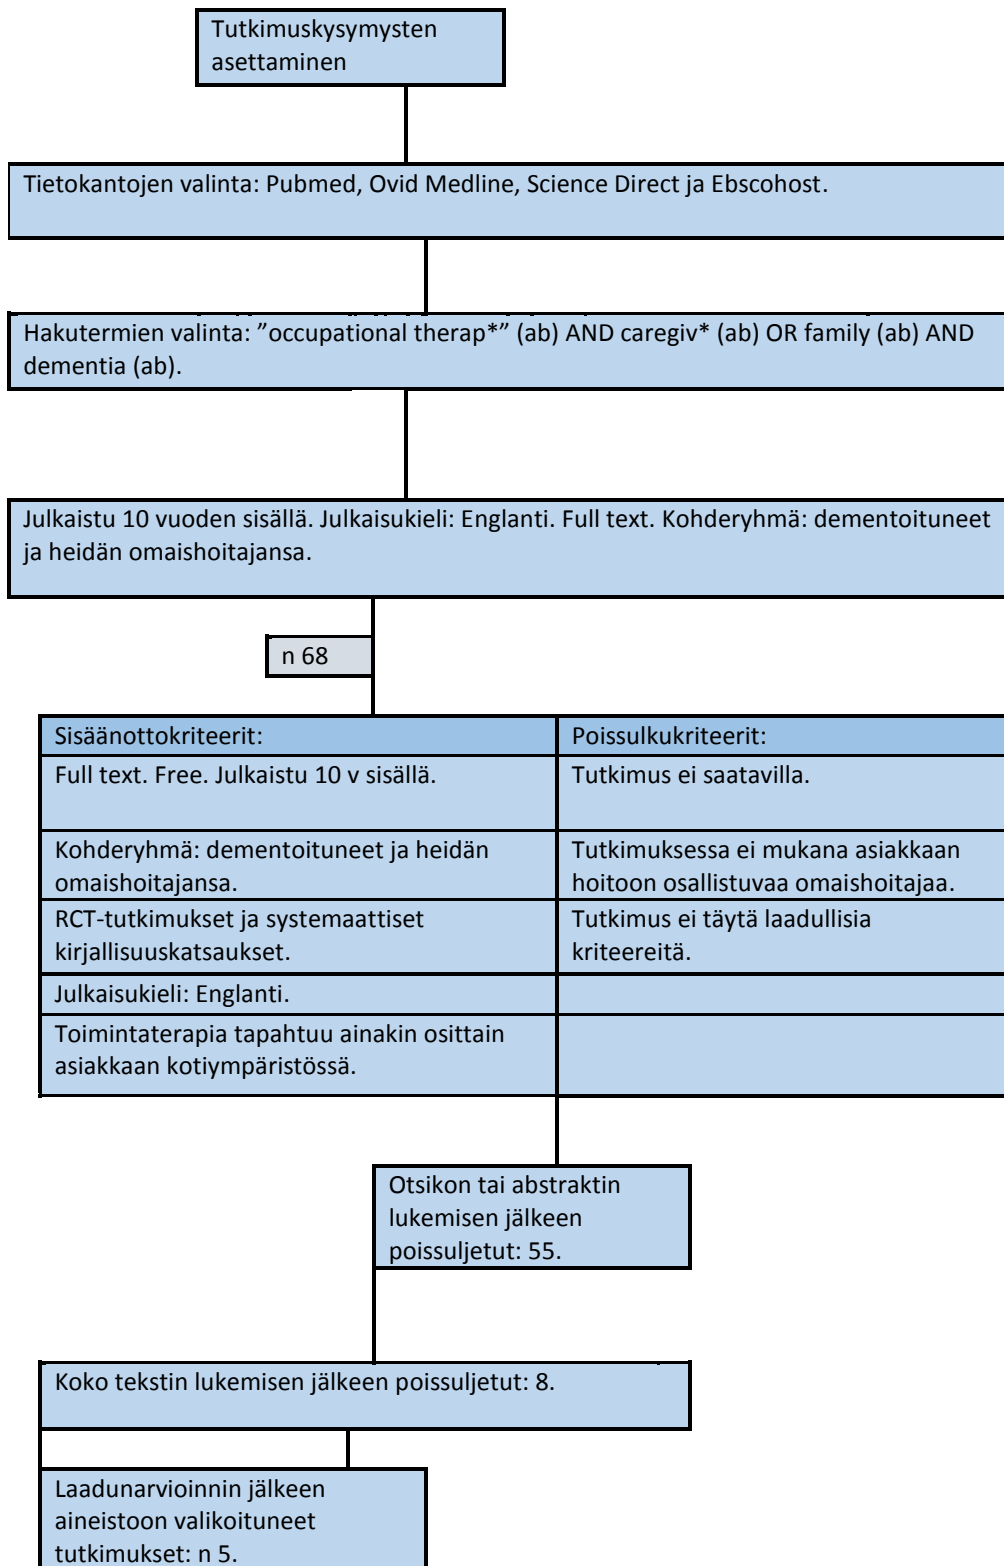 Tutkimuskysymysten
asettaminen
Tietokantojen valinta: Pubmed, Ovid Medline, Science Direct ja Ebscohost.
Hakutermien valinta: ”occupational therap*” (ab) AND caregiv* (ab) OR family (ab) AND
dementia (ab).
Julkaistu 10 vuoden sisällä. Julkaisukieli: Englanti. Full text. Kohderyhmä: dementoituneet
ja heidän omaishoitajansa.
n 68
Sisäänottokriteerit:
Poissulkukriteerit:
Full text. Free. Julkaistu 10 v sisällä.
Tutkimus ei saatavilla.
Kohderyhmä: dementoituneet ja heidän
omaishoitajansa.
Tutkimuksessa ei mukana asiakkaan
hoitoon osallistuvaa omaishoitajaa.
RCT-tutkimukset ja systemaattiset
kirjallisuuskatsaukset.
Tutkimus ei täytä laadullisia
kriteereitä.
Julkaisukieli: Englanti.
Toimintaterapia tapahtuu ainakin osittain
asiakkaan kotiympäristössä.
Otsikon tai abstraktin
lukemisen jälkeen
poissuljetut: 55.
Koko tekstin lukemisen jälkeen poissuljetut: 8.
Laadunarvioinnin jälkeen
aineistoon valikoituneet
tutkimukset: n 5.